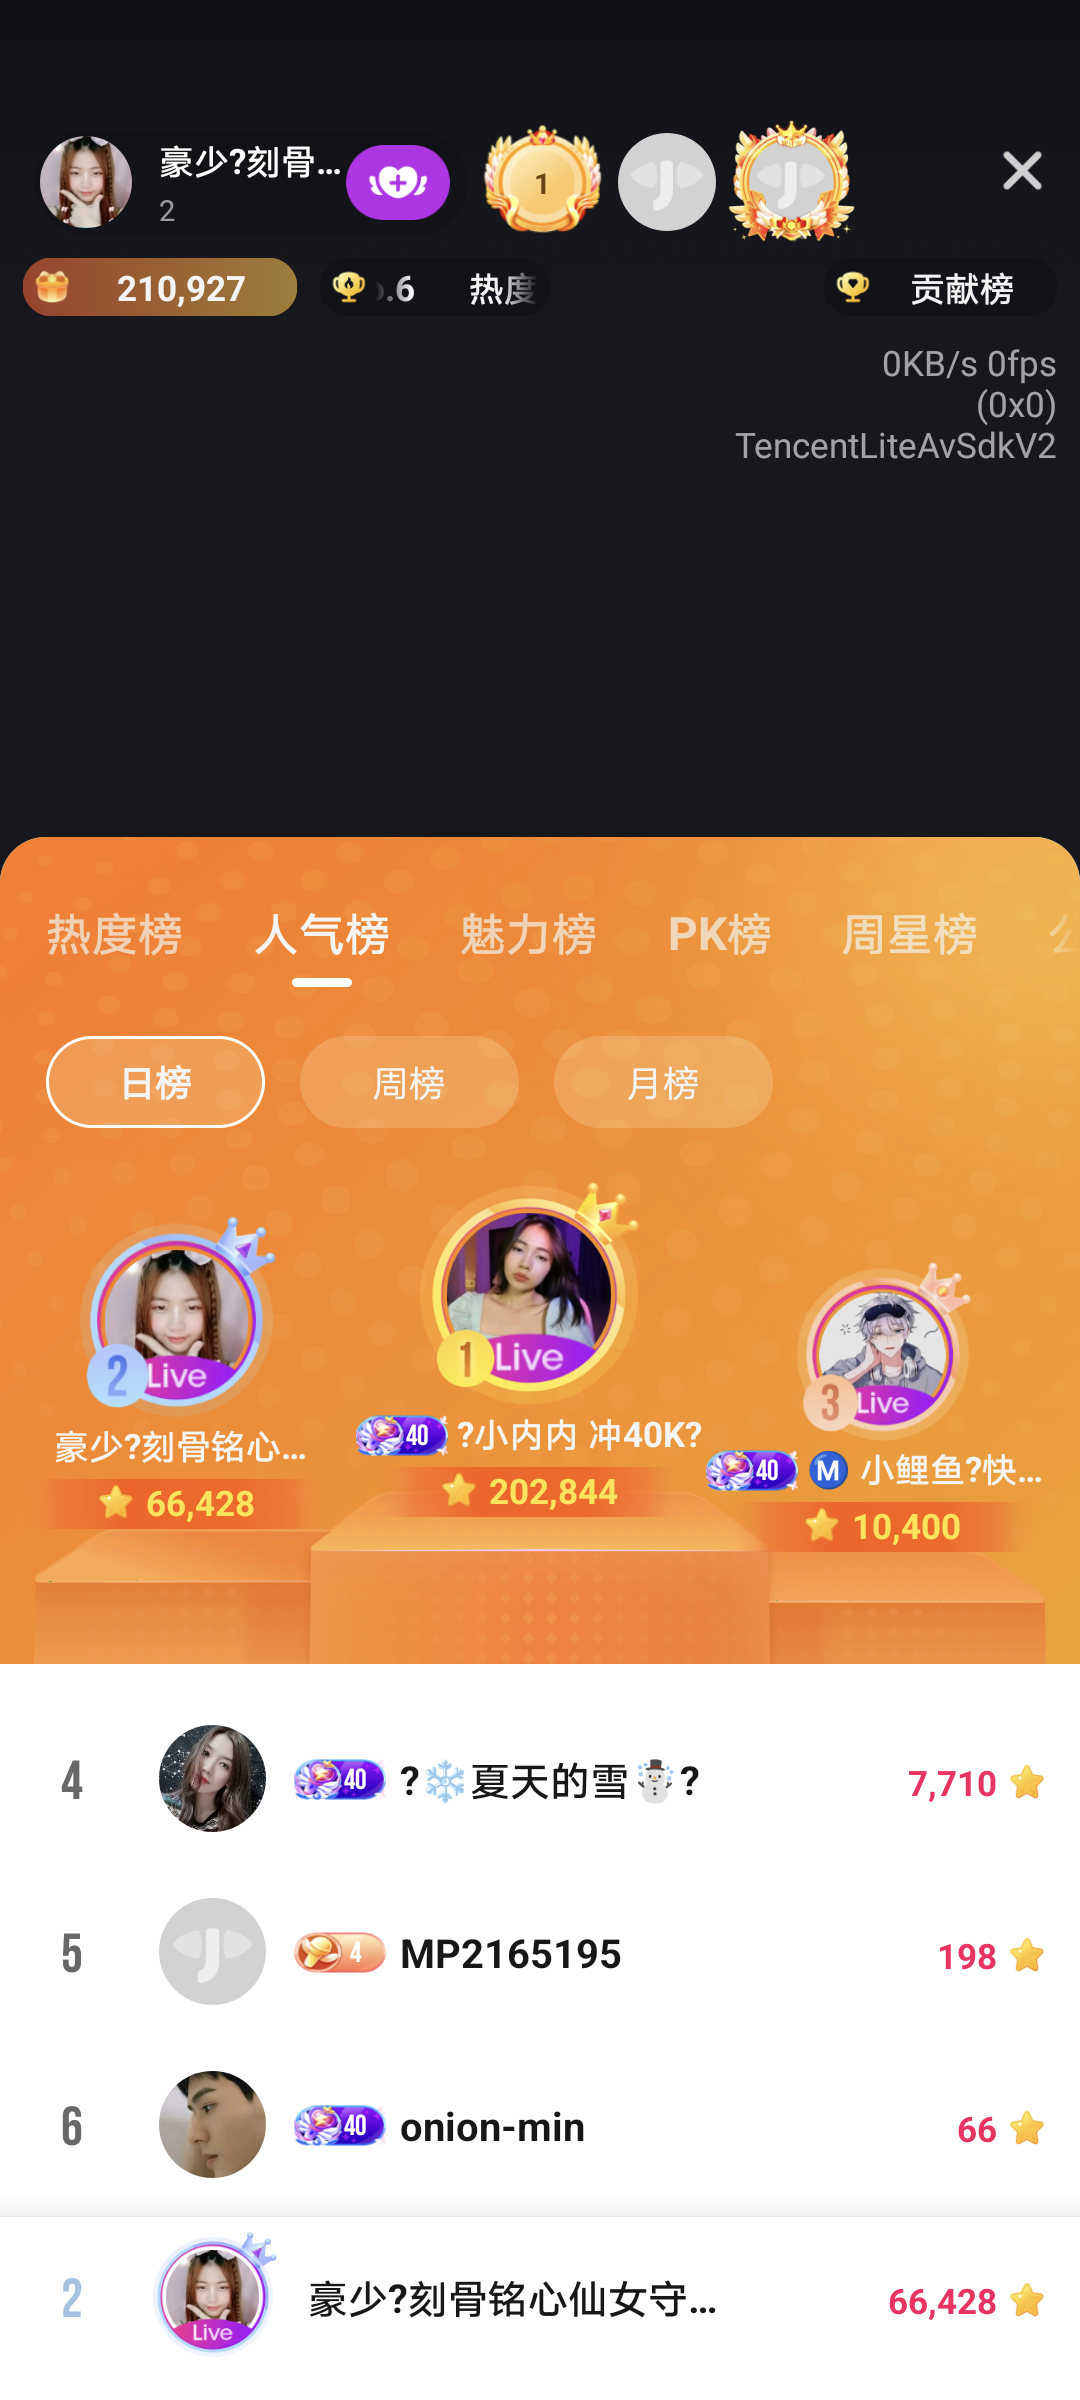 豪少?刻骨...
2
1
210,927
.6
热度
贡献榜
0KB/s 0fps
(0x0)
TencentLiteAvSdkV2
热度榜
人气榜
魅力榜
PK榜
周星榜
日榜
周榜
月榜
2
Live
豪少?刻骨铭心...
66,428
1
Live
40
?小内内 冲40K?
202,844
3
Live
40
M
小鲤鱼?快...
10,400
4
40
?❄️夏天的雪☃️?
7,710
5
4
MP2165195
198
6
40
onion-min
66
2
Live
豪少?刻骨铭心仙女守...
66,428